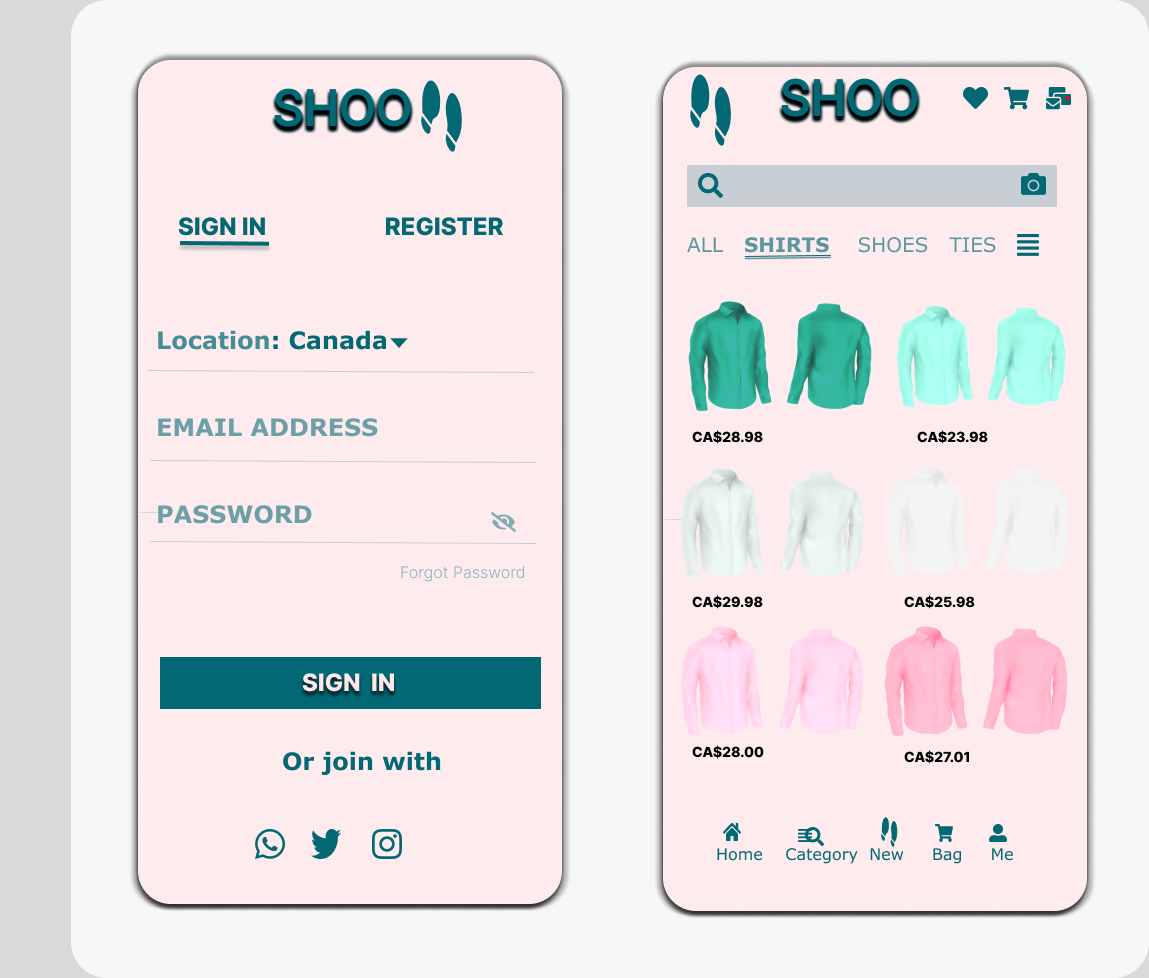 SHOO
SIGN IN REGISTER
Location: Canada
EMAIL ADDRESS
PASSWORD
Forgot Password
SIGN IN
Or join with
SHOO
ALL SHIRTS SHOES TIES
CA$28.98 CA$23.98
CA$29.98 CA$25.98
CA$28.00 CA$27.01
Home Category New Bag Me